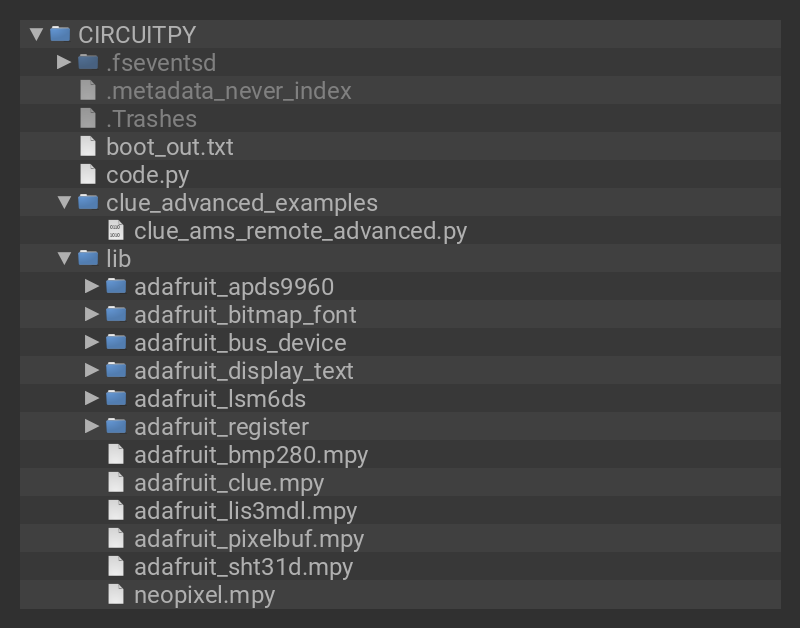 CIRCUITPY
.fseventsd
.metadata_never_index
.Trashes
boot_out.txt
code.py
clue_advanced_examples
clue_ams_remote_advanced.py
lib
adafruit_apds9960
adafruit_bitmap_font
adafruit_bus_device
adafruit_display_text
adafruit_lsm6ds
adafruit_register
adafruit_bmp280.mpy
adafruit_clue.mpy
adafruit_lis3mdl.mpy
adafruit_pixelbuf.mpy
adafruit_sht31d.mpy
neopixel.mpy